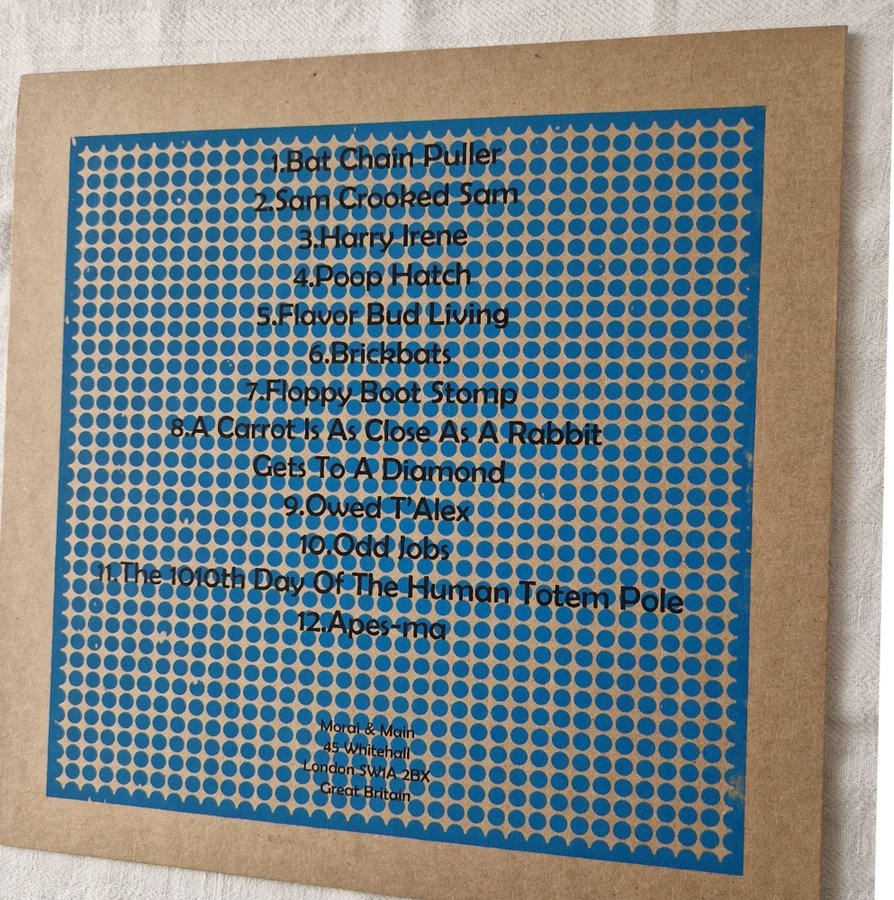 1.Bat Chain Puller
2.Sam Crooked Sam
3.Harry Irene
4.Poop Hatch
5.Flavor Bud Living
6.Brickbats
7.Floppy Boot Stomp
8.A Carrot Is As Close As A Rabbit
Gets To A Diamond
9.Owed T'Alex
10.Odd Jobs
11.The 1010th Day Of The Human Totem Pole
12.Apes-ma
Moral & Main
45 Whitehall
London SW1A 2BX
Great Britain